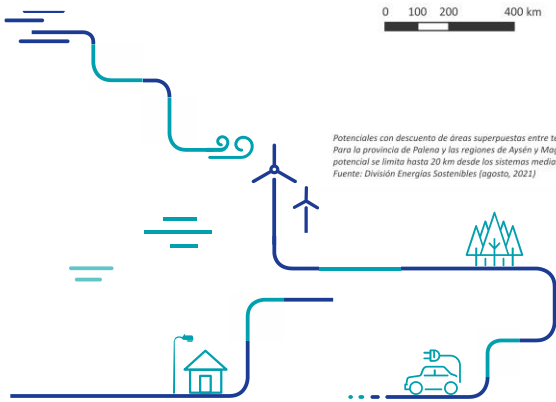 0 100 200 400 km
Potenciales con descuento de áreas superpuestas entre
Para la provincia de Palena y las regiones de Aysén y
potencial se limita hasta 20 km desde los sistemas
Fuente: División Energías Sostenibles (agosto, 2021)